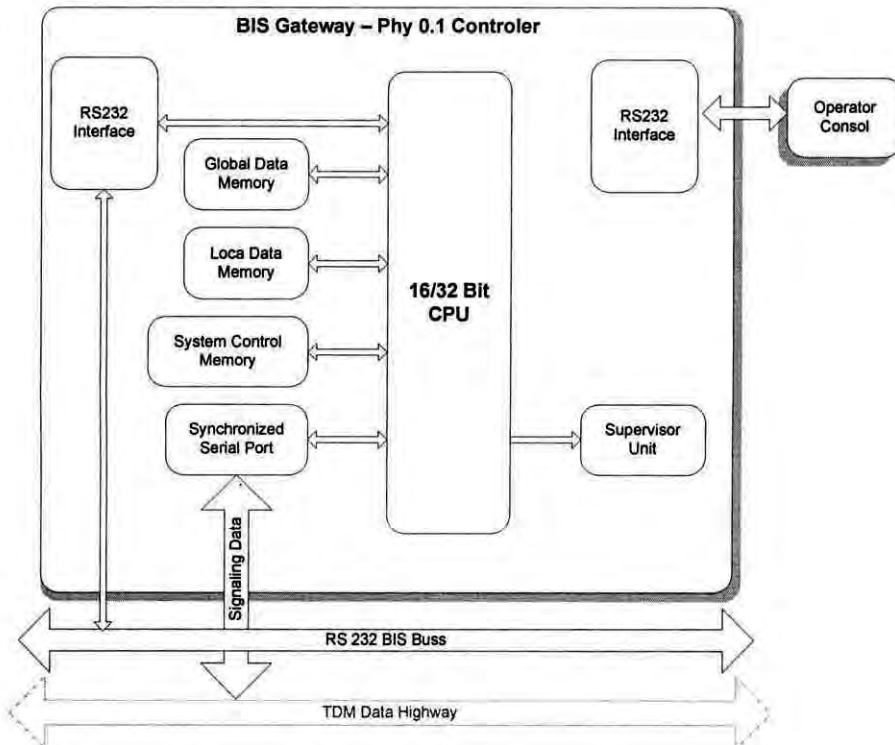 BIS Gateway – Phy 0.1 Controler
RS232
Interface
RS232
Interface
Operator
Consol
Global Data
Memory
Loca Data
Memory
16/32 Bit
CPU
System Control
Memory
Synchronized
Serial Port
Supervisor
Unit
Signaling Data
RS 232 BIS Buss
TDM Data Highway